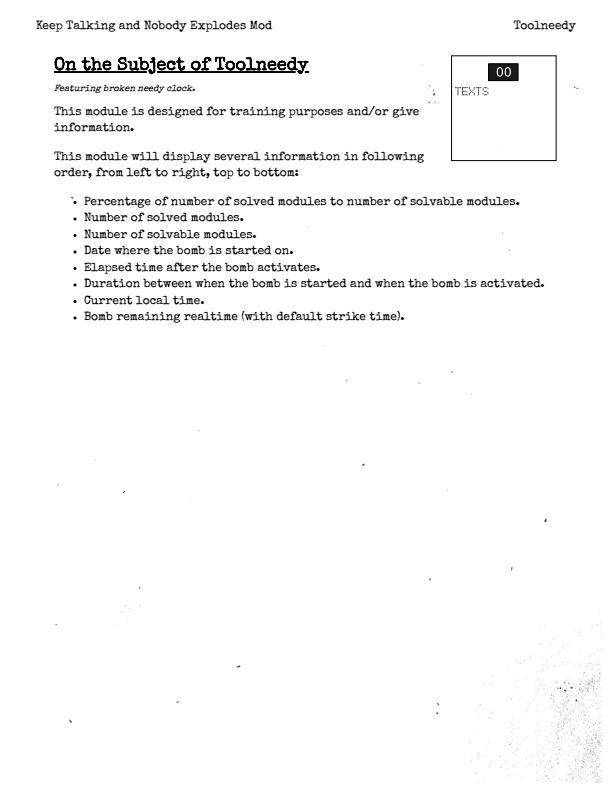 Keep Talking and Nobody Explodes Mod
Toolneedy
On the Subject of Toolneedy
00
TEXTS
Featuring broken needy clock.
This module is designed for training purposes and/or give
information.
This module will display several information in following
order, from left to right, top to bottom:
• Percentage of number of solved modules to number of solvable modules.
• Number of solved modules.
• Number of solvable modules.
• Date where the bomb is started on.
• Elapsed time after the bomb activates.
• Duration between when the bomb is started and when the bomb is activated.
• Current local time.
• Bomb remaining realtime (with default strike time).